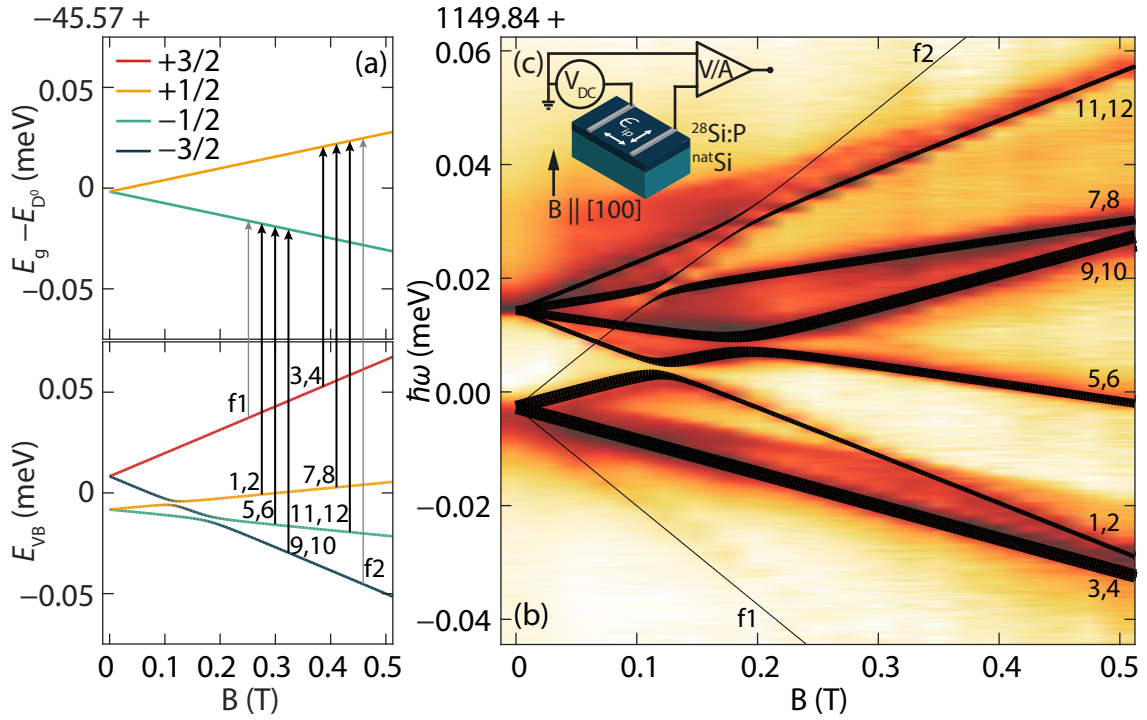 −45.57 +
(a)
+3/2
+1/2
−1/2
−3/2
0.05
0
−0.05
E_g − E_D⁰ (meV)
0.05
0
−0.05
E_VB (meV)
f1
3,4
1,2
7,8
5,6
11,12
9,10
f2
0 0.1 0.2 0.3 0.4 0.5
B (T)
1149.84 +
(c)
V_DC
V/A
ϵ_ip
²⁸Si:P
ⁿᵃᵗSi
B || [100]
f2
11,12
7,8
9,10
5,6
1,2
3,4
f1
(b)
0.06
0.04
0.02
0.00
−0.02
−0.04
ħω (meV)
0 0.1 0.2 0.3 0.4 0.5
B (T)